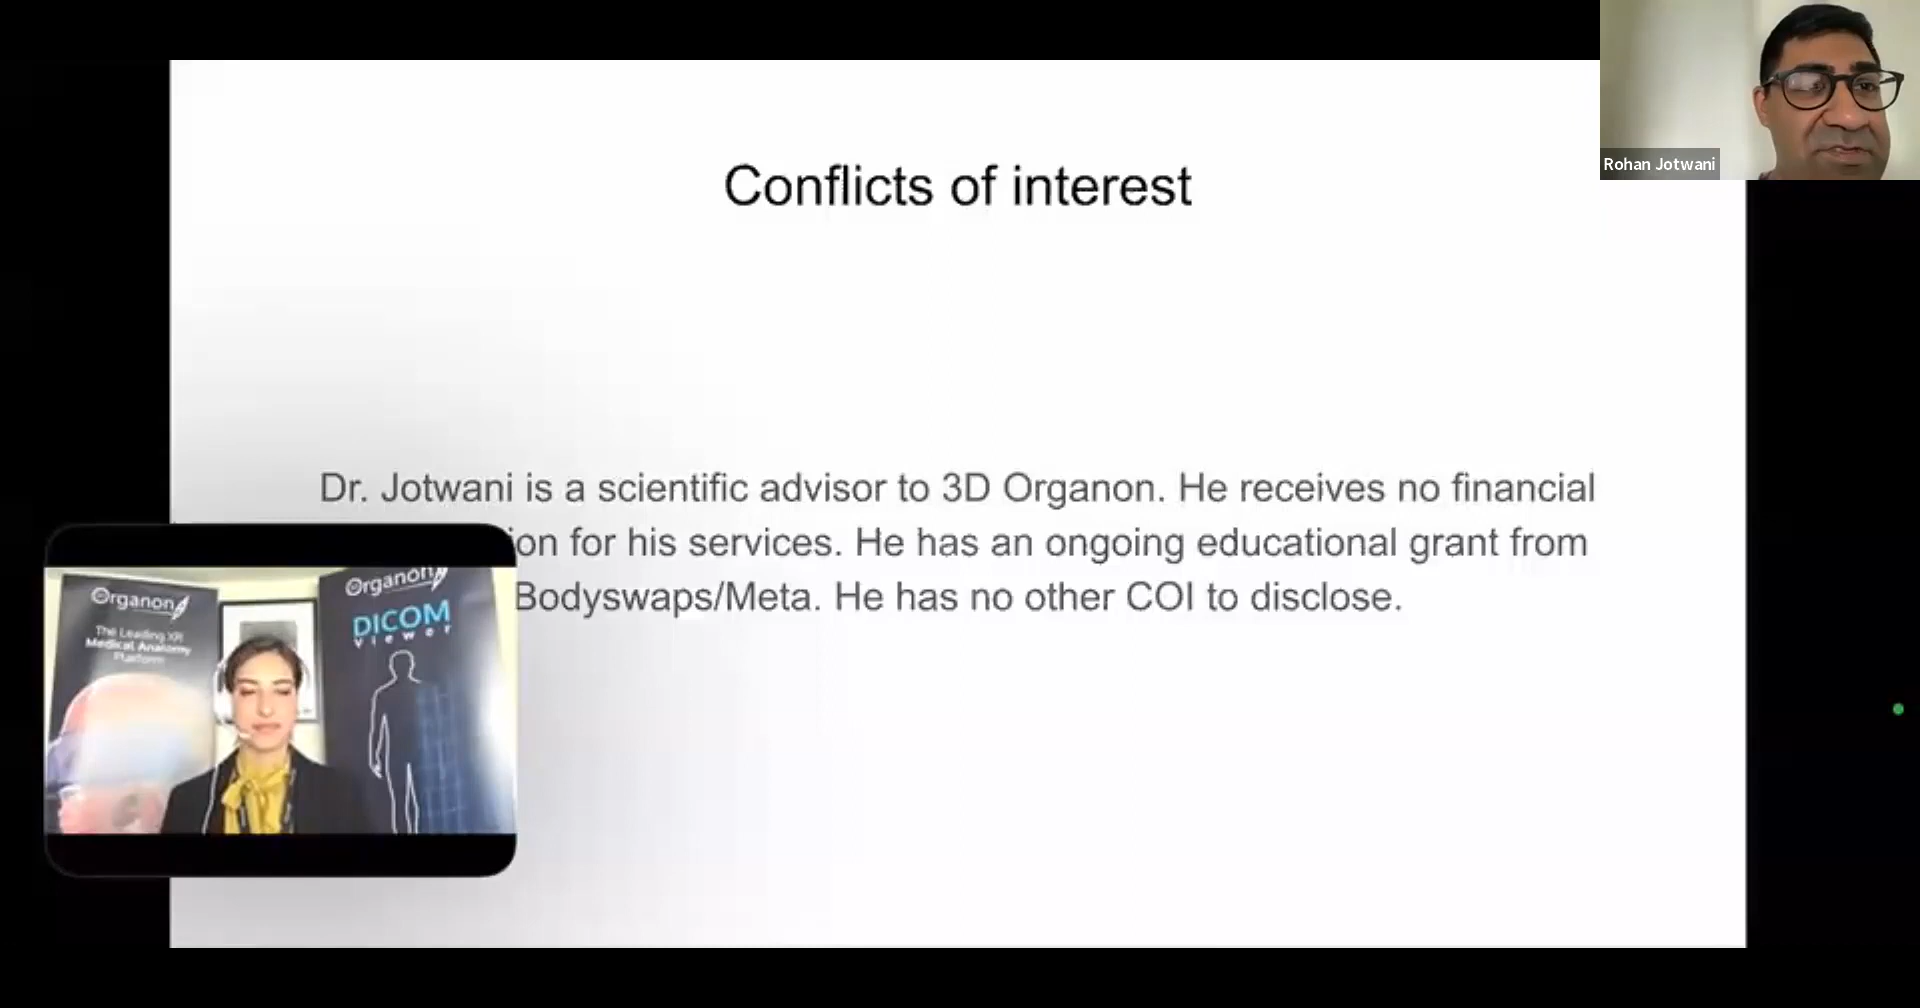 Rohan Jotwani
Conflicts of interest
Dr. Jotwani is a scientific advisor to 3D Organon. He receives no financial
ion for his services. He has an ongoing educational grant from
Bodyswaps/Meta. He has no other COI to disclose.
Organon
The Leading XR
Medical Anatomy
Platform
Organon
DICOM
viewer